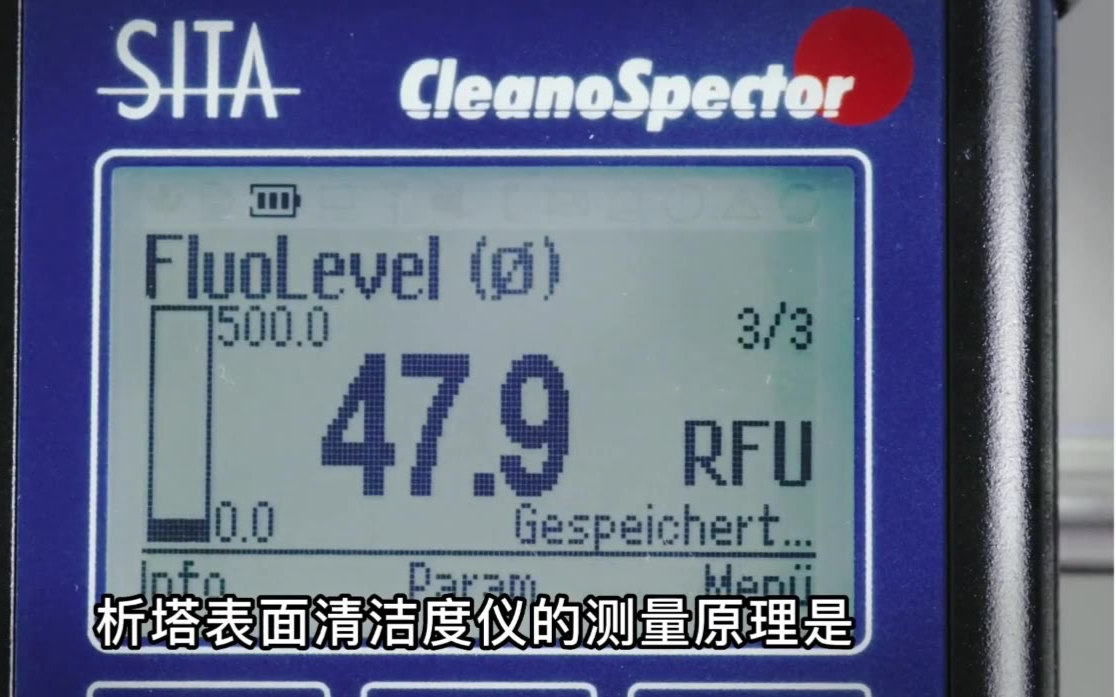 SITA CleanoSpector
FluoLevel (Ø)
500.0
3/3
47.9 RFU
0.0
Gespeichert...
Info Param Menü
析塔表面清洁度仪的测量原理是